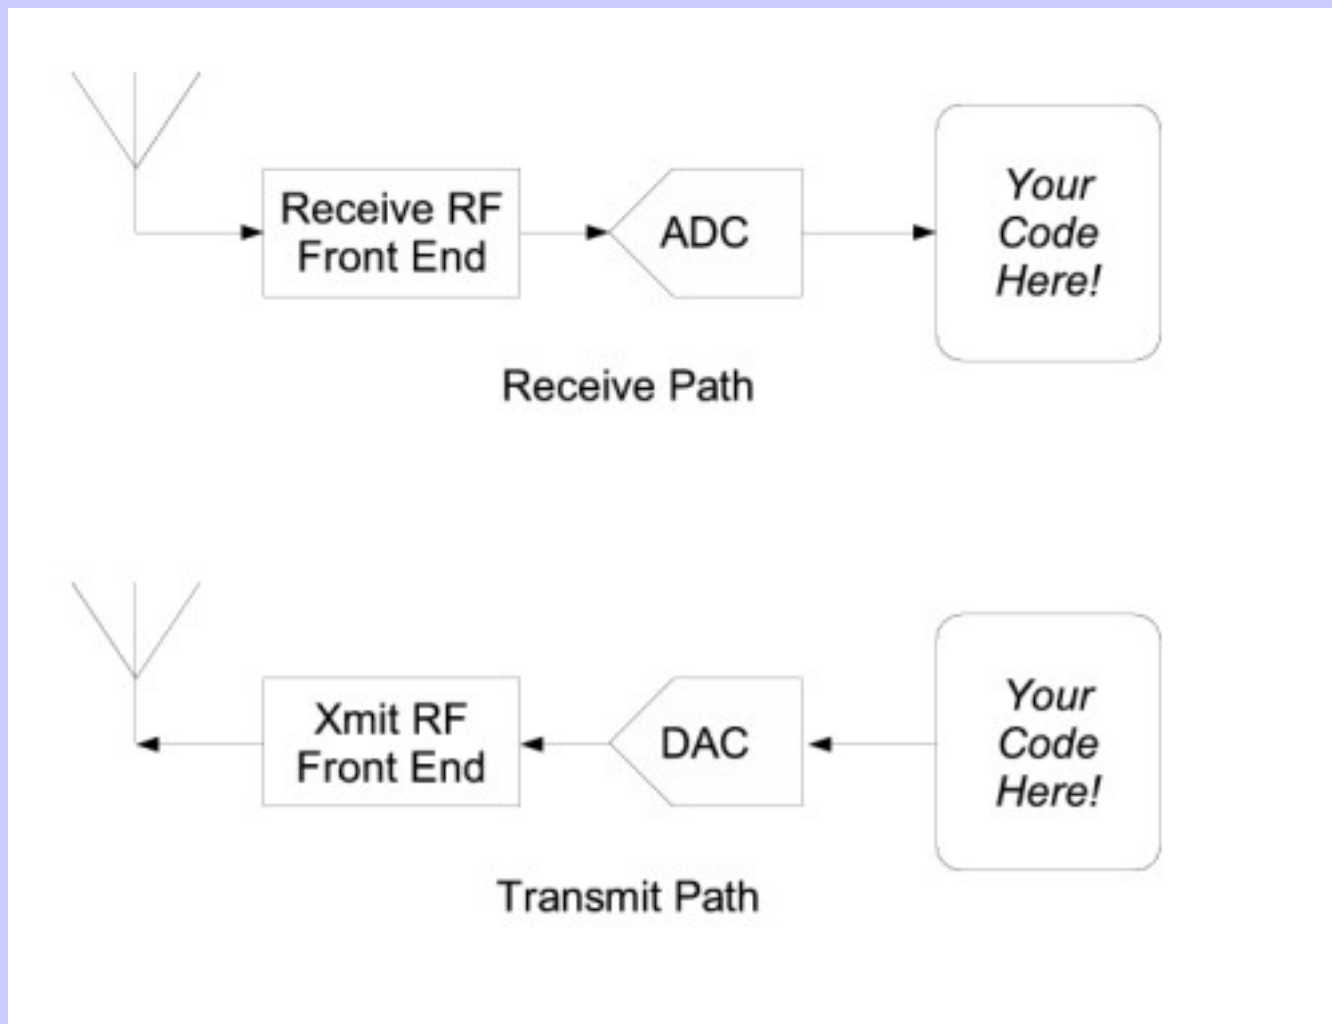 Receive RF
Front End
ADC
Your
Code
Here!
Receive Path
Xmit RF
Front End
DAC
Your
Code
Here!
Transmit Path